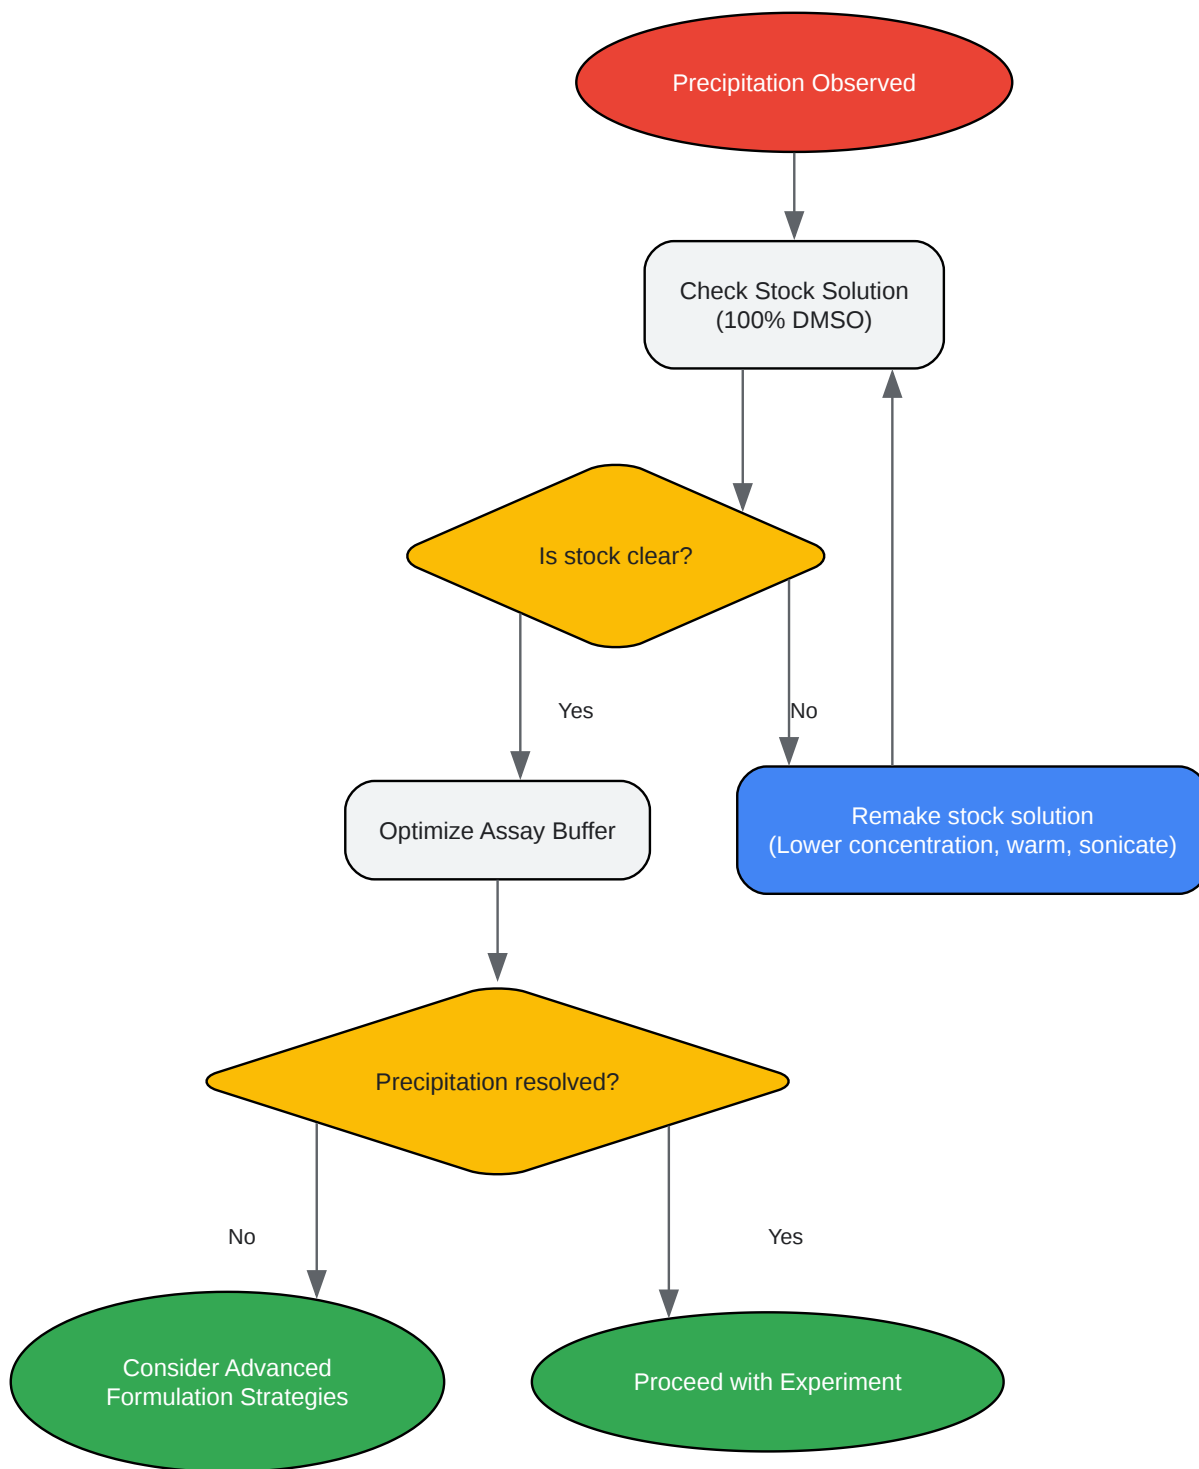 Precipitation Observed
Check Stock Solution
(100% DMSO)
Is stock clear?
Yes
No
Optimize Assay Buffer
Remake stock solution
(Lower concentration, warm, sonicate)
Precipitation resolved?
No
Yes
Consider Advanced
Formulation Strategies
Proceed with Experiment